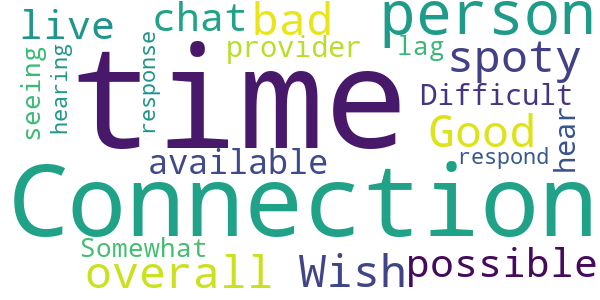 live
chat
bad
person
seeing
hearing
time
response
provider
lag
spoty
Difficult
Good
hear
available
respond
Connection
Somewhat
overall
Wish
possible